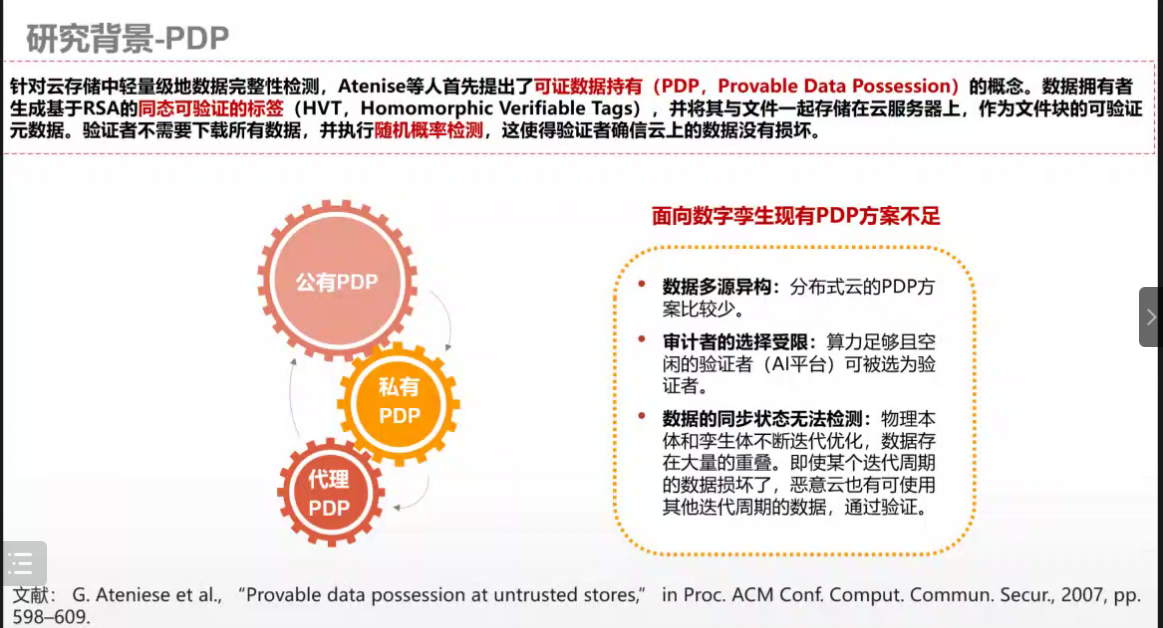 研究背景-PDP
针对云存储中轻量级地数据完整性检测，Atenise等人首先提出了可证数据持有（PDP，Provable Data Possession）的概念。数据拥有者
生成基于RSA的同态可验证的标签（HVT，Homomorphic Verifiable Tags），并将其与文件一起存储在云服务器上，作为文件块的可验证
元数据。验证者不需要下载所有数据，并执行随机概率检测，这使得验证者确信云上的数据没有损坏。
公有PDP
私有
PDP
代理
PDP
面向数字孪生现有PDP方案不足
• 数据多源异构：分布式云的PDP方
案比较少。
• 审计者的选择受限：算力足够且空
闲的验证者（AI平台）可被选为验
证者。
• 数据的同步状态无法检测：物理本
体和孪生体不断迭代优化，数据存
在大量的重叠。即使某个迭代周期
的数据损坏了，恶意云也有可使用
其他迭代周期的数据，通过验证。
文献： G. Ateniese et al., “Provable data possession at untrusted stores,” in Proc. ACM Conf. Comput. Commun. Secur., 2007, pp.
598–609.